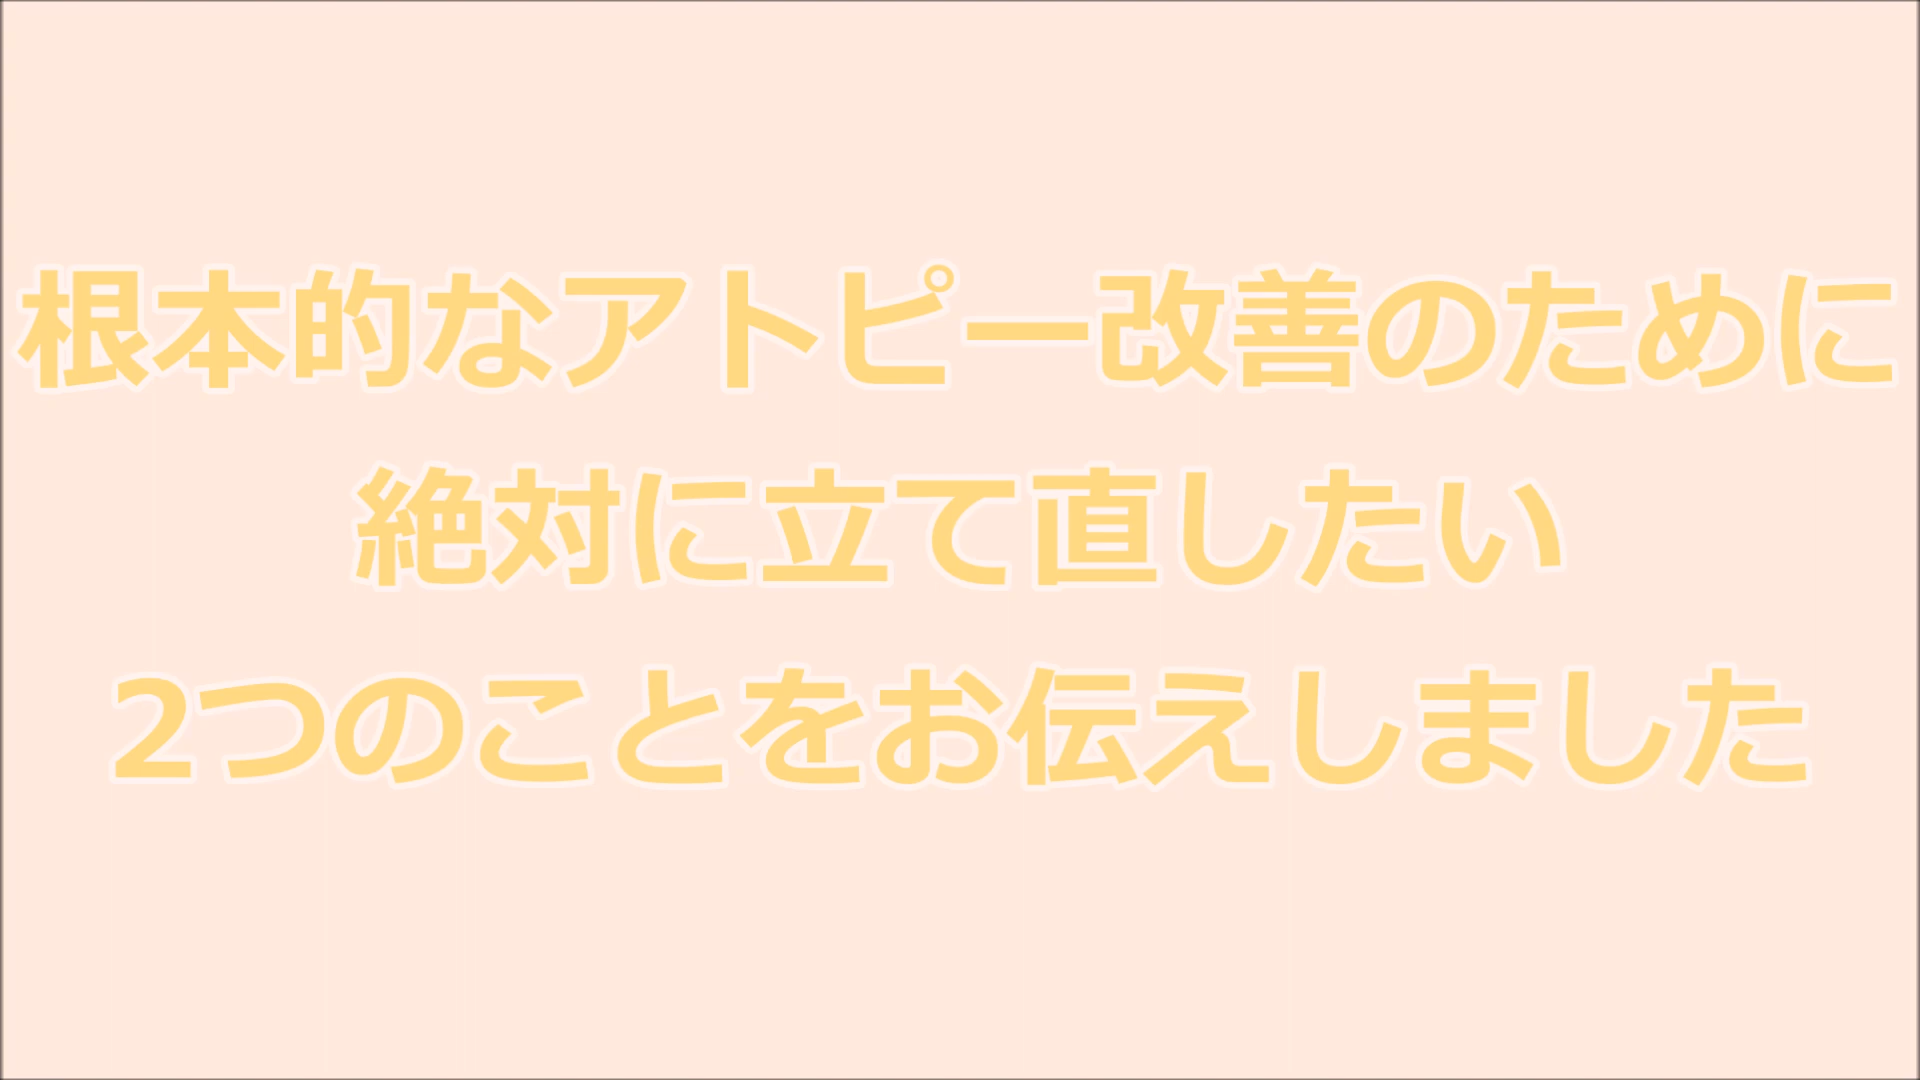 根本的なアトピー改善のために
絶対に立て直したい
2つのことをお伝えしました